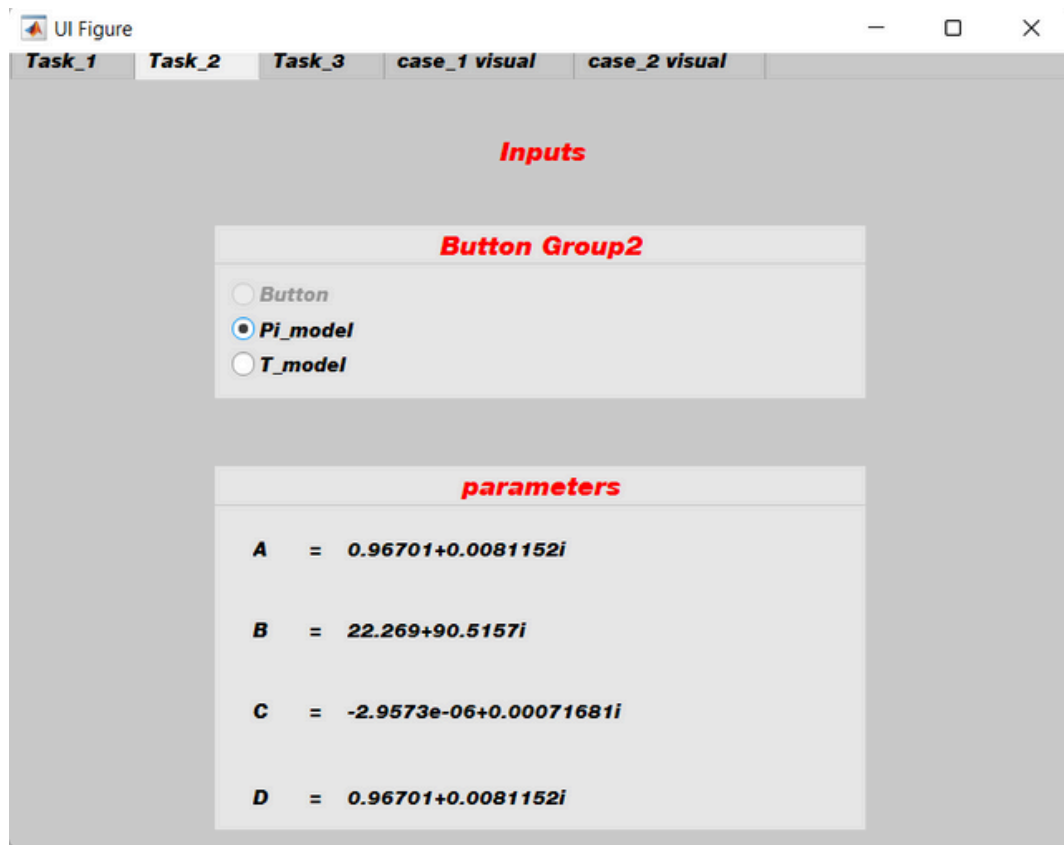 UI Figure
Task_1 Task_2 Task_3 case_1 visual case_2 visual
Inputs
Button Group2
Button
Pi_model
T_model
parameters
A = 0.96701+0.0081152i
B = 22.269+90.5157i
C = -2.9573e-06+0.00071681i
D = 0.96701+0.0081152i